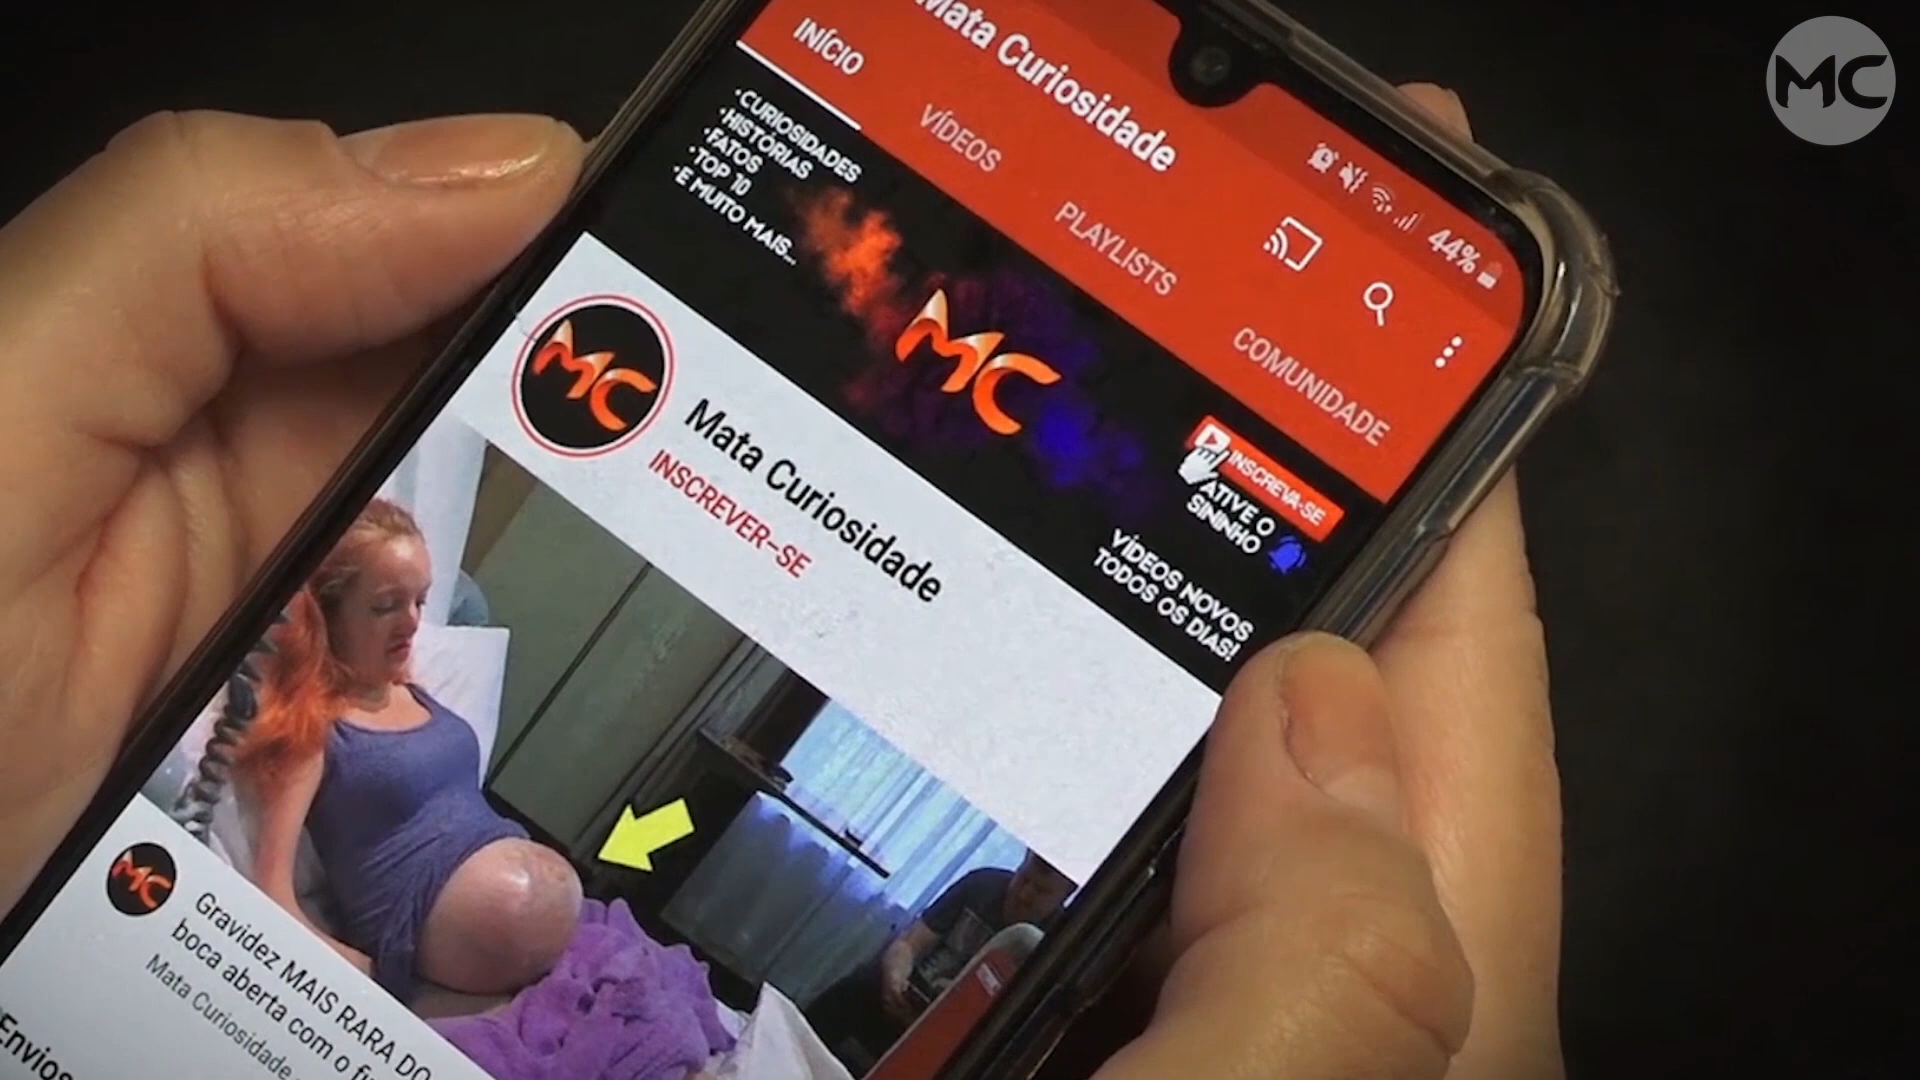 MC
Mata Curiosidade
44%
INÍCIO
VÍDEOS
PLAYLISTS
COMUNIDADE
•CURIOSIDADES
•HISTÓRIAS
•FATOS
•TOP 10
•E MUITO MAIS...
MC
INSCREVA-SE
ATIVE O
SININHO
VÍDEOS NOVOS
TODOS OS DIAS!
MC
Mata Curiosidade
INSCREVER-SE
MC
Gravidez MAIS RARA DO
boca aberta com o
Mata Curiosidade
Envios